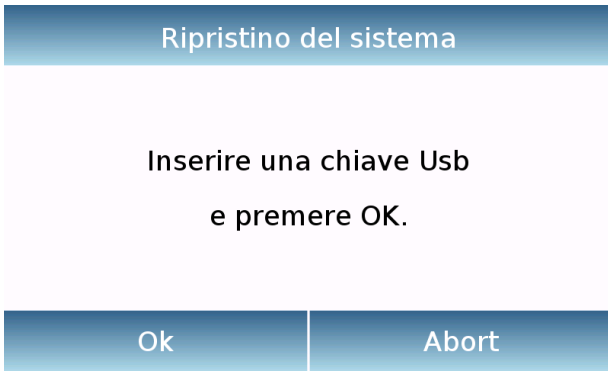 Ripristino del sistema
Inserire una chiave Usb
e premere OK.
Ok
Abort